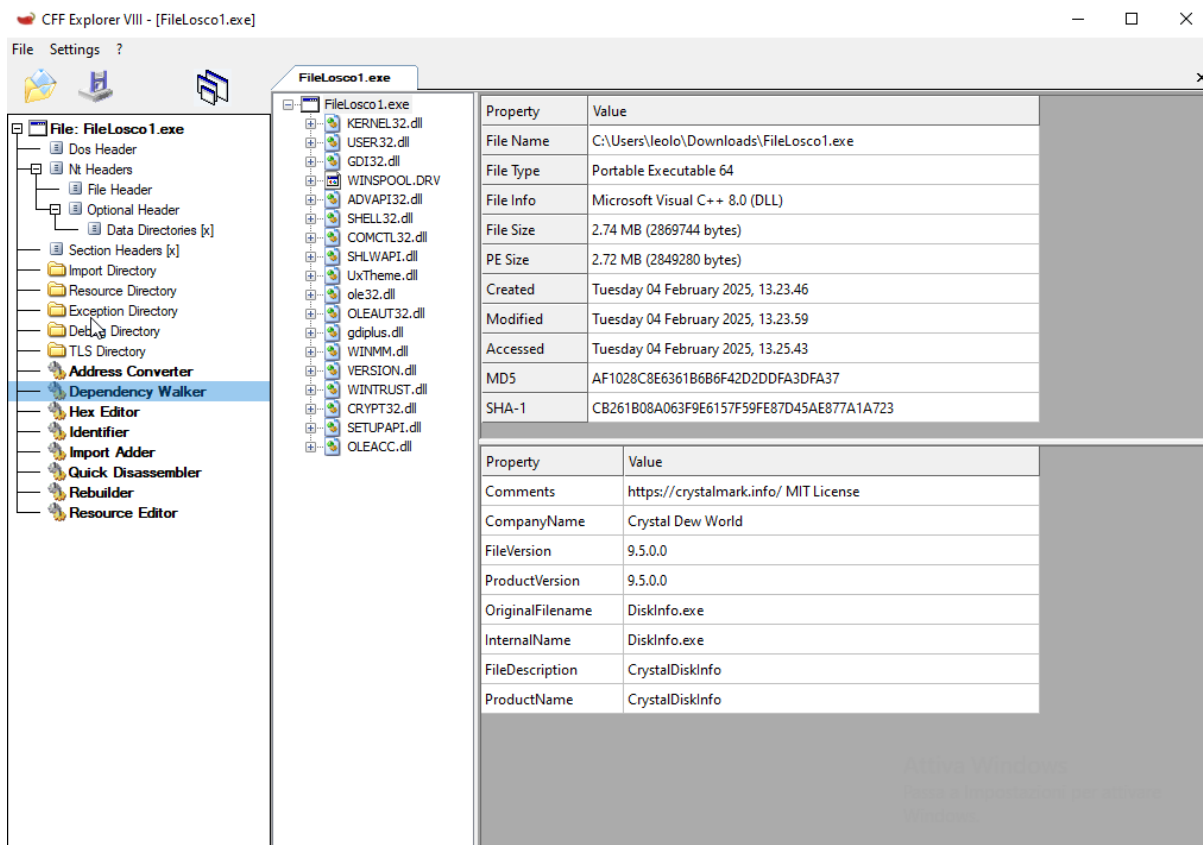 CFF Explorer VIII - [FileLosco1.exe]
File Settings ?
FileLosco1.exe
File: FileLosco1.exe
Dos Header
Nt Headers
File Header
Optional Header
Data Directories [x]
Section Headers [x]
Import Directory
Resource Directory
Exception Directory
Debug Directory
TLS Directory
Address Converter
Dependency Walker
Hex Editor
Identifier
Import Adder
Quick Disassembler
Rebuilder
Resource Editor
FileLosco1.exe
KERNEL32.dll
USER32.dll
GDI32.dll
WINSPOOL.DRV
ADVAPI32.dll
SHELL32.dll
COMCTL32.dll
SHLWAPI.dll
UxTheme.dll
ole32.dll
OLEAUT32.dll
gdiplus.dll
WINMM.dll
VERSION.dll
WINTRUST.dll
CRYPT32.dll
SETUPAPI.dll
OLEACC.dll
Property Value
File Name C:\Users\leolo\Downloads\FileLosco1.exe
File Type Portable Executable 64
File Info Microsoft Visual C++ 8.0 (DLL)
File Size 2.74 MB (2869744 bytes)
PE Size 2.72 MB (2849280 bytes)
Created Tuesday 04 February 2025, 13.23.46
Modified Tuesday 04 February 2025, 13.23.59
Accessed Tuesday 04 February 2025, 13.25.43
MD5 AF1028C8E6361B6B6F42D2DDFA3DFA37
SHA-1 CB261B08A063F9E6157F59FE87D45AE877A1A723
Property Value
Comments https://crystalmark.info/ MIT License
CompanyName Crystal Dew World
FileVersion 9.5.0.0
ProductVersion 9.5.0.0
OriginalFilename DiskInfo.exe
InternalName DiskInfo.exe
FileDescription CrystalDiskInfo
ProductName CrystalDiskInfo
Attiva Windows
Windows